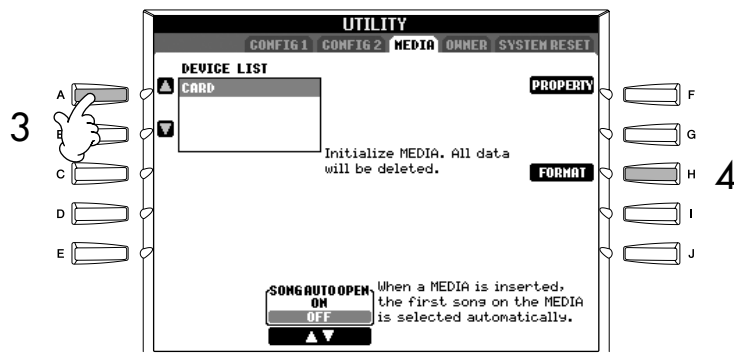 UTILITY
CONFIG 1 CONFIG 2 MEDIA OWNER SYSTEM RESET
DEVICE LIST
CARD
PROPERTY
Initialize MEDIA. All data
will be deleted.
FORMAT
SONG AUTO OPEN
ON
OFF
When a MEDIA is inserted,
the first song on the MEDIA
is selected automatically.
A
B
C
D
E
F
G
H
I
J
3
4